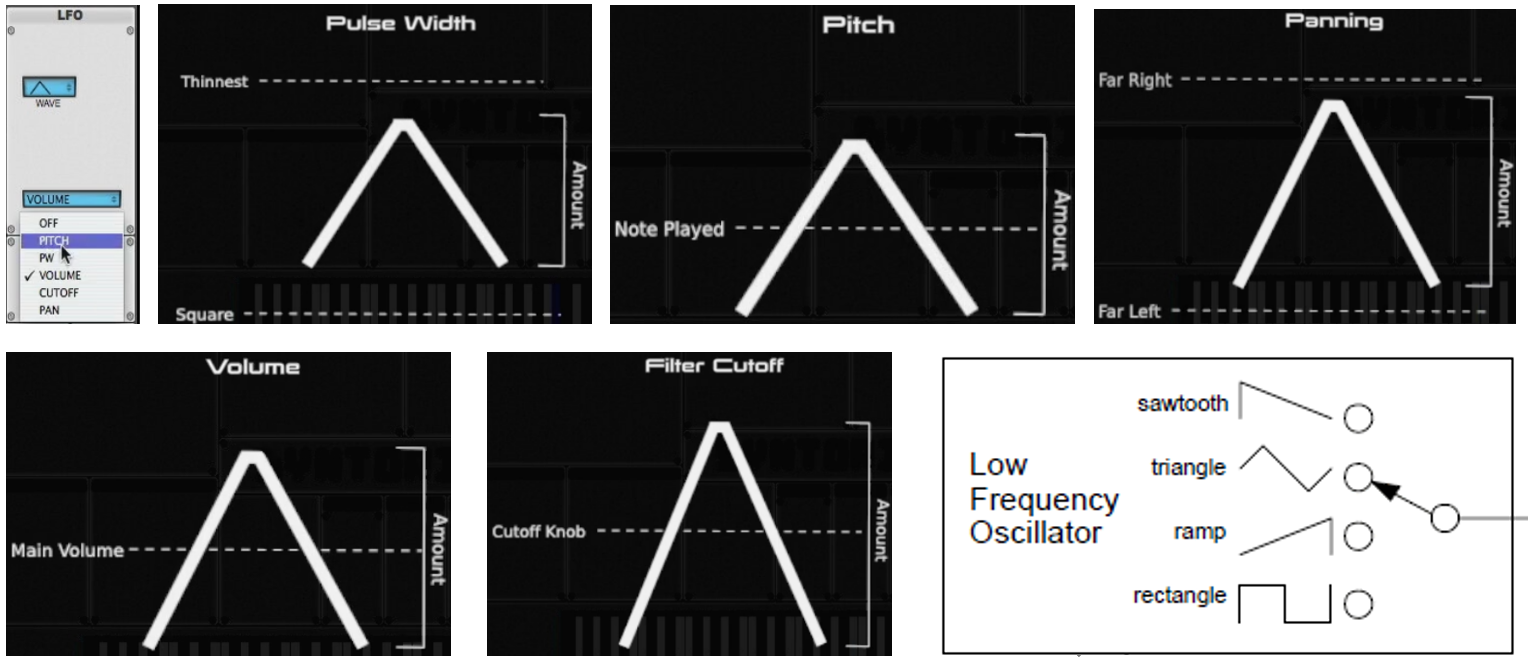 LFO
WAVE
VOLUME
OFF
PITCH
PW
✓ VOLUME
CUTOFF
PAN
Pulse Width
Thinnest
Amount
Square
Pitch
Note Played
Amount
Panning
Far Right
Amount
Far Left
Volume
Main Volume
Amount
Filter Cutoff
Cutoff Knob
Amount
Low
Frequency
Oscillator
sawtooth
triangle
ramp
rectangle